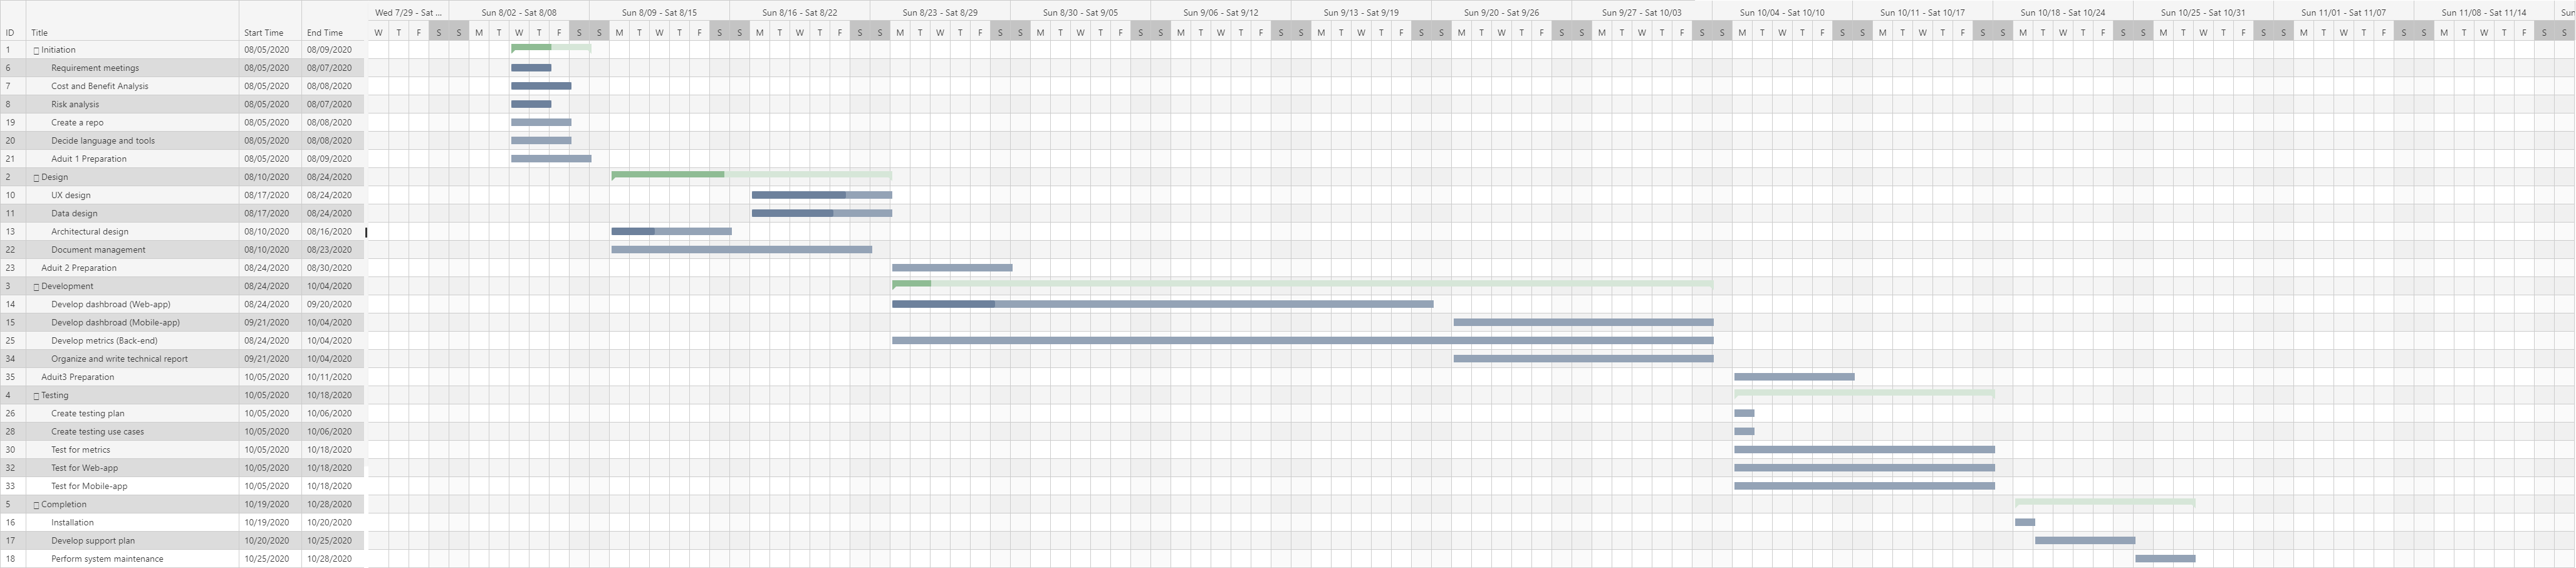 Wed 7/29 - Sat ... Sun 8/02 - Sat 8/08 Sun 8/09 - Sat 8/15 Sun 8/16 - Sat 8/22 Sun 8/23 - Sat 8/29 Sun 8/30 - Sat 9/05 Sun 9/06 - Sat 9/12 Sun 9/13 - Sat 9/19 Sun 9/20 - Sat 9/26 Sun 9/27 - Sat 10/03 Sun 10/04 - Sat 10/10 Sun 10/11 - Sat 10/17 Sun 10/18 - Sat 10/24 Sun 10/25 - Sat 10/31 Sun 11/01 - Sat 11/07 Sun 11/08 - Sat 11/14 Sun
ID Title Start Time End Time W T F S S M T W T F S S M T W T F S S M T W T F S S M T W T F S S M T W T F S S M T W T F S S M T W T F S S M T W T F S S M T W T F S S M T W T F S S M T W T F S S M T W T F S S M T W T F S S M T W T F S S M T W T F S S
1 Initiation 08/05/2020 08/09/2020
6 Requirement meetings 08/05/2020 08/07/2020
7 Cost and Benefit Analysis 08/05/2020 08/08/2020
8 Risk analysis 08/05/2020 08/07/2020
19 Create a repo 08/05/2020 08/08/2020
20 Decide language and tools 08/05/2020 08/08/2020
21 Aduit 1 Preparation 08/05/2020 08/09/2020
2 Design 08/10/2020 08/24/2020
10 UX design 08/17/2020 08/24/2020
11 Data design 08/17/2020 08/24/2020
13 Architectural design 08/10/2020 08/16/2020
22 Document management 08/10/2020 08/23/2020
23 Aduit 2 Preparation 08/24/2020 08/30/2020
3 Development 08/24/2020 10/04/2020
14 Develop dashbroad (Web-app) 08/24/2020 09/20/2020
15 Develop dashbroad (Mobile-app) 09/21/2020 10/04/2020
25 Develop metrics (Back-end) 08/24/2020 10/04/2020
34 Organize and write technical report 09/21/2020 10/04/2020
35 Aduit3 Preparation 10/05/2020 10/11/2020
4 Testing 10/05/2020 10/18/2020
26 Create testing plan 10/05/2020 10/06/2020
28 Create testing use cases 10/05/2020 10/06/2020
30 Test for metrics 10/05/2020 10/18/2020
32 Test for Web-app 10/05/2020 10/18/2020
33 Test for Mobile-app 10/05/2020 10/18/2020
5 Completion 10/19/2020 10/28/2020
16 Installation 10/19/2020 10/20/2020
17 Develop support plan 10/20/2020 10/25/2020
18 Perform system maintenance 10/25/2020 10/28/2020